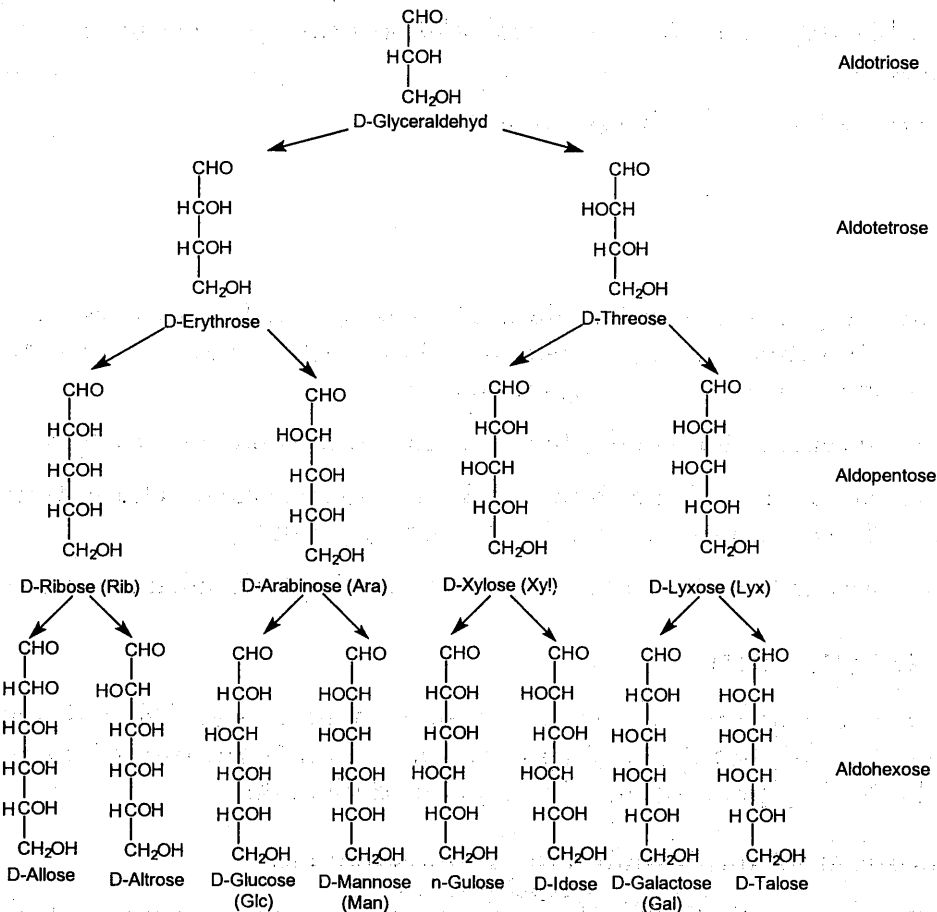 CHO
HCOH
CH2OH
D-Glyceraldehyd
Aldotriose
CHO
HCOH
HCOH
CH2OH
D-Erythrose
CHO
HOCH
HCOH
CH2OH
D-Threose
Aldotetrose
CHO
HCOH
HCOH
HCOH
CH2OH
D-Ribose (Rib)
CHO
HOCH
HCOH
HCOH
CH2OH
D-Arabinose (Ara)
CHO
HCOH
HOCH
HCOH
CH2OH
D-Xylose (Xy!)
CHO
HOCH
HOCH
HCOH
CH2OH
D-Lyxose (Lyx)
Aldopentose
CHO
HCHO
HCOH
HCOH
HCOH
CH2OH
D-Allose
CHO
HOCH
HCOH
HCOH
HCOH
CH2OH
D-Altrose
CHO
HCOH
HOCH
HCOH
HCOH
CH2OH
D-Glucose
(Glc)
CHO
HOCH
HOCH
HCOH
HCOH
CH2OH
D-Mannose
(Man)
CHO
HCOH
HCOH
HOCH
HCOH
CH2OH
n-Gulose
CHO
HOCH
HCOH
HOCH
HCOH
CH2OH
D-Idose
CHO
HCOH
HOCH
HOCH
HCOH
CH2OH
D-Galactose
(Gal)
CHO
HOCH
HOCH
HOCH
HCOH
CH2OH
D-Talose
Aldohexose